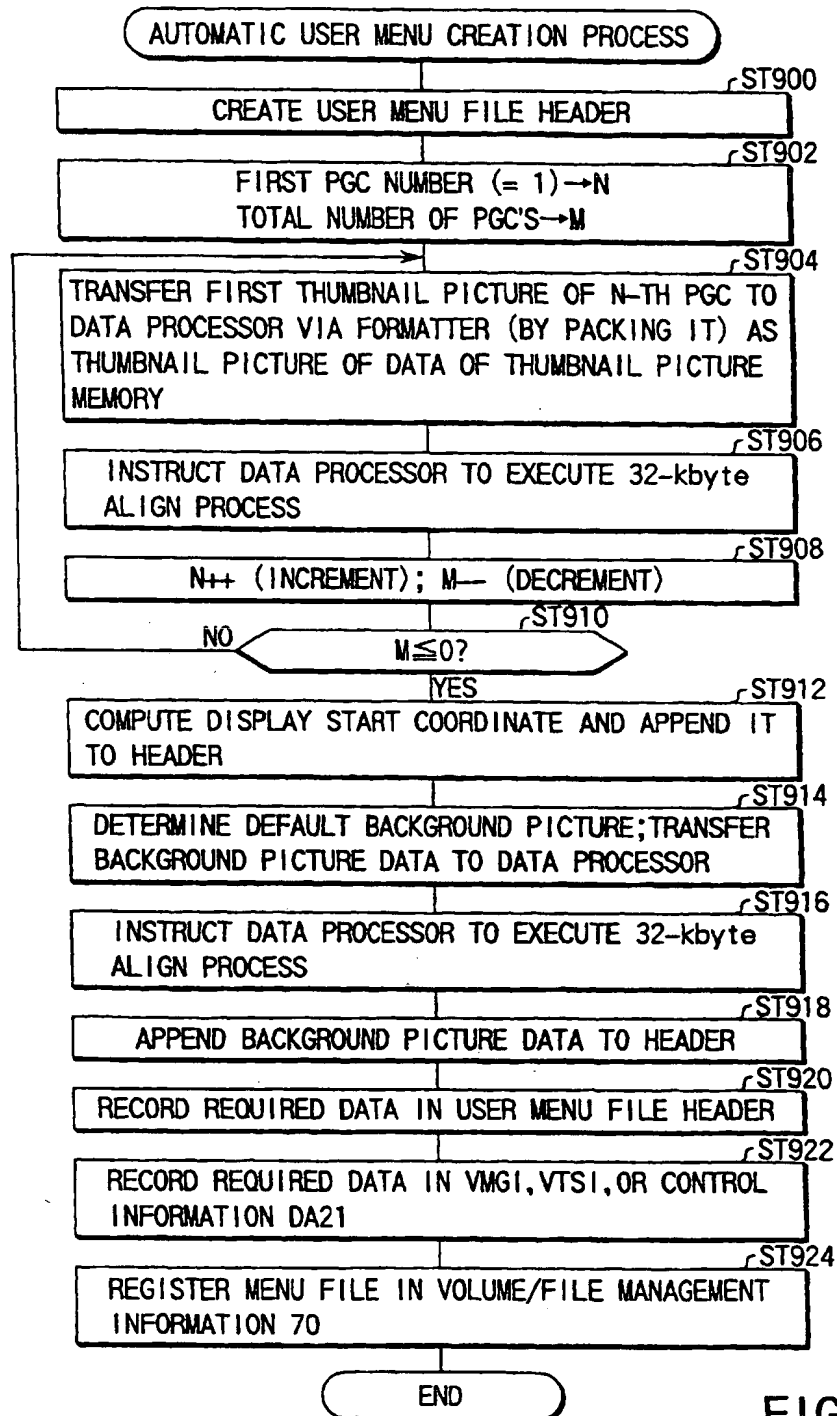 AUTOMATIC USER MENU CREATION PROCESS
ST900
CREATE USER MENU FILE HEADER
ST902
FIRST PGC NUMBER (= 1)→N
TOTAL NUMBER OF PGC'S→M
ST904
TRANSFER FIRST THUMBNAIL PICTURE OF N-TH PGC TO
DATA PROCESSOR VIA FORMATTER (BY PACKING IT) AS
THUMBNAIL PICTURE OF DATA OF THUMBNAIL PICTURE
MEMORY
ST906
INSTRUCT DATA PROCESSOR TO EXECUTE 32-kbyte
ALIGN PROCESS
ST908
N++ (INCREMENT); M-- (DECREMENT)
ST910
NO
M≦0?
YES
ST912
COMPUTE DISPLAY START COORDINATE AND APPEND IT
TO HEADER
ST914
DETERMINE DEFAULT BACKGROUND PICTURE;TRANSFER
BACKGROUND PICTURE DATA TO DATA PROCESSOR
ST916
INSTRUCT DATA PROCESSOR TO EXECUTE 32-kbyte
ALIGN PROCESS
ST918
APPEND BACKGROUND PICTURE DATA TO HEADER
ST920
RECORD REQUIRED DATA IN USER MENU FILE HEADER
ST922
RECORD REQUIRED DATA IN VMGI,VTSI,OR CONTROL
INFORMATION DA21
ST924
REGISTER MENU FILE IN VOLUME/FILE MANAGEMENT
INFORMATION 70
END
FIG